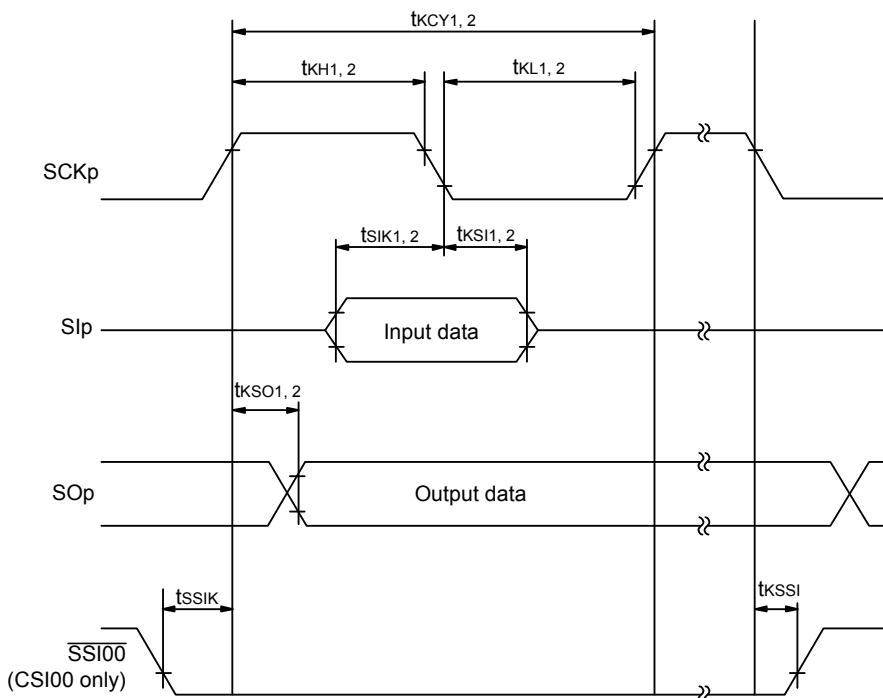 tKCY1, 2
tKH1, 2
tKL1, 2
SCKp
tSIK1, 2
tKSI1, 2
SIp
Input data
tKSO1, 2
SOp
Output data
tSSIK
tKSSI
SSI00
(CSI00 only)